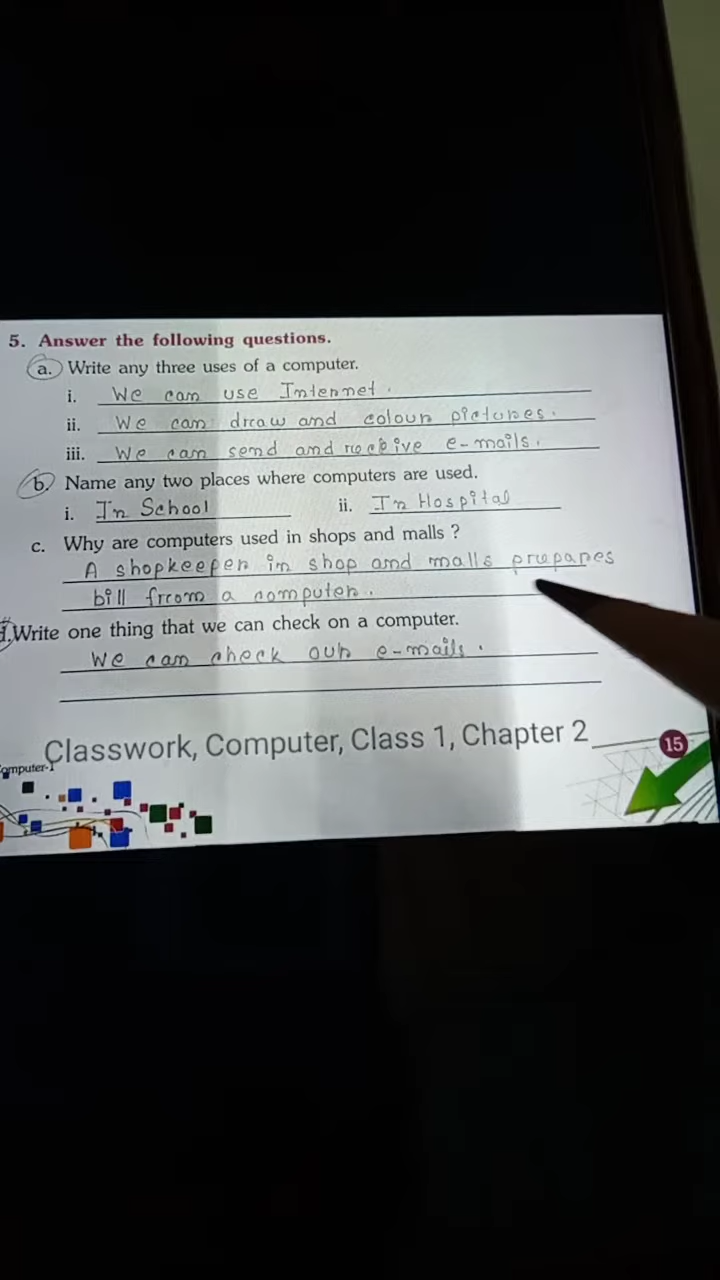 5. Answer the following questions.
a. Write any three uses of a computer.
i. We can use Internet.
ii. We can draw and colour pictures.
iii. We can send and receive e-mails.
b. Name any two places where computers are used.
i. In School ii. In Hospital
c. Why are computers used in shops and malls ?
A shopkeeper in shop and malls prepares
bill from a computer.
d. Write one thing that we can check on a computer.
We can check our e-mails.
Classwork, Computer, Class 1, Chapter 2
Computer-1
15